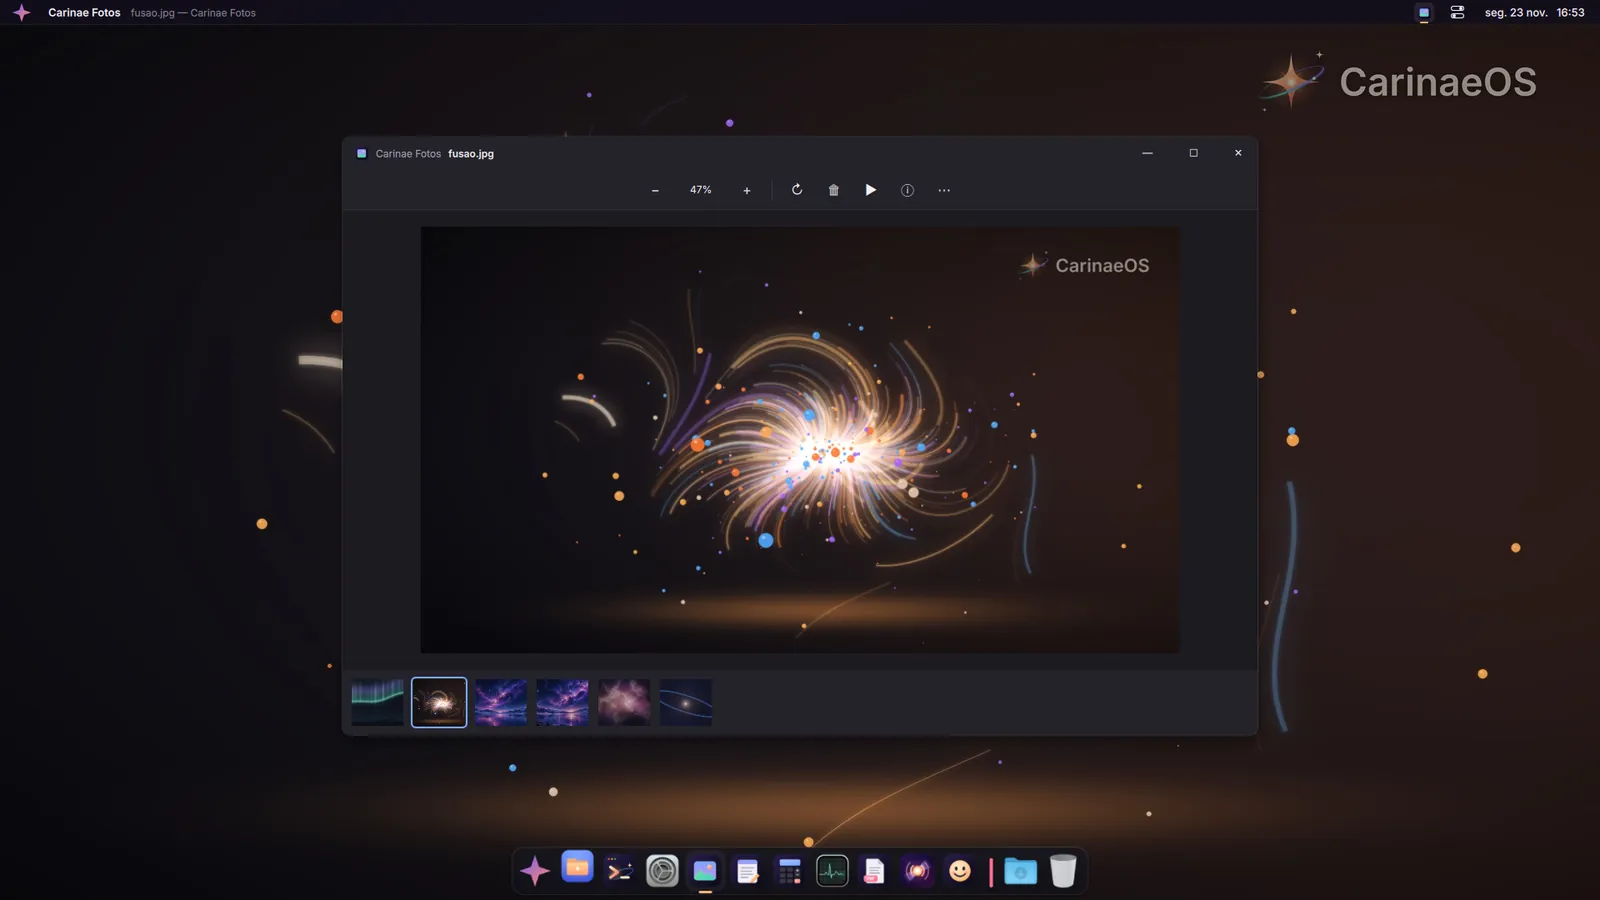 Carinae Fotos fusao.jpg — Carinae Fotos seg. 23 nov. 16:53
CarinaeOS
Carinae Fotos fusao.jpg
47%
CarinaeOS